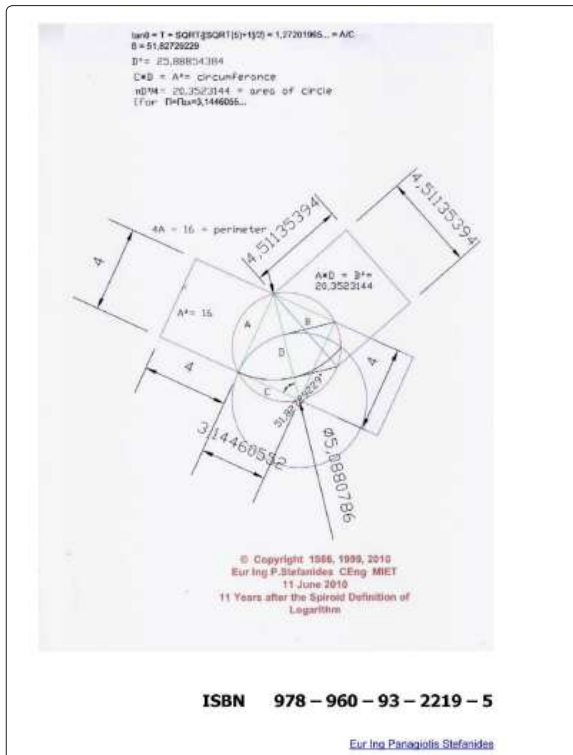 tanθ = T = SQRT[[SQRT(5)+1]/2) = 1,27201965... = A/C
θ = 51,82729229
D²= 25,88854384
C*D = A²= circumferance
πD²/4= 20,3523144 = area of circle
[for Π=Πsx=3,1446055...
4,51135394
4,51135394
4A = 16 = perimeter
4
A*D = B²=
20,3523144
A²= 16
A
B
D
4
4
C
51,82729229°
3,14460552
Ø5,0880786
© Copyright 1986, 1999, 2010
Eur Ing P.Stefanides CEng MIET
11 June 2010
11 Years after the Spiroid Definition of
Logarithm
ISBN 978 – 960 – 93 – 2219 – 5
Eur Ing Panagiotis Stefanides